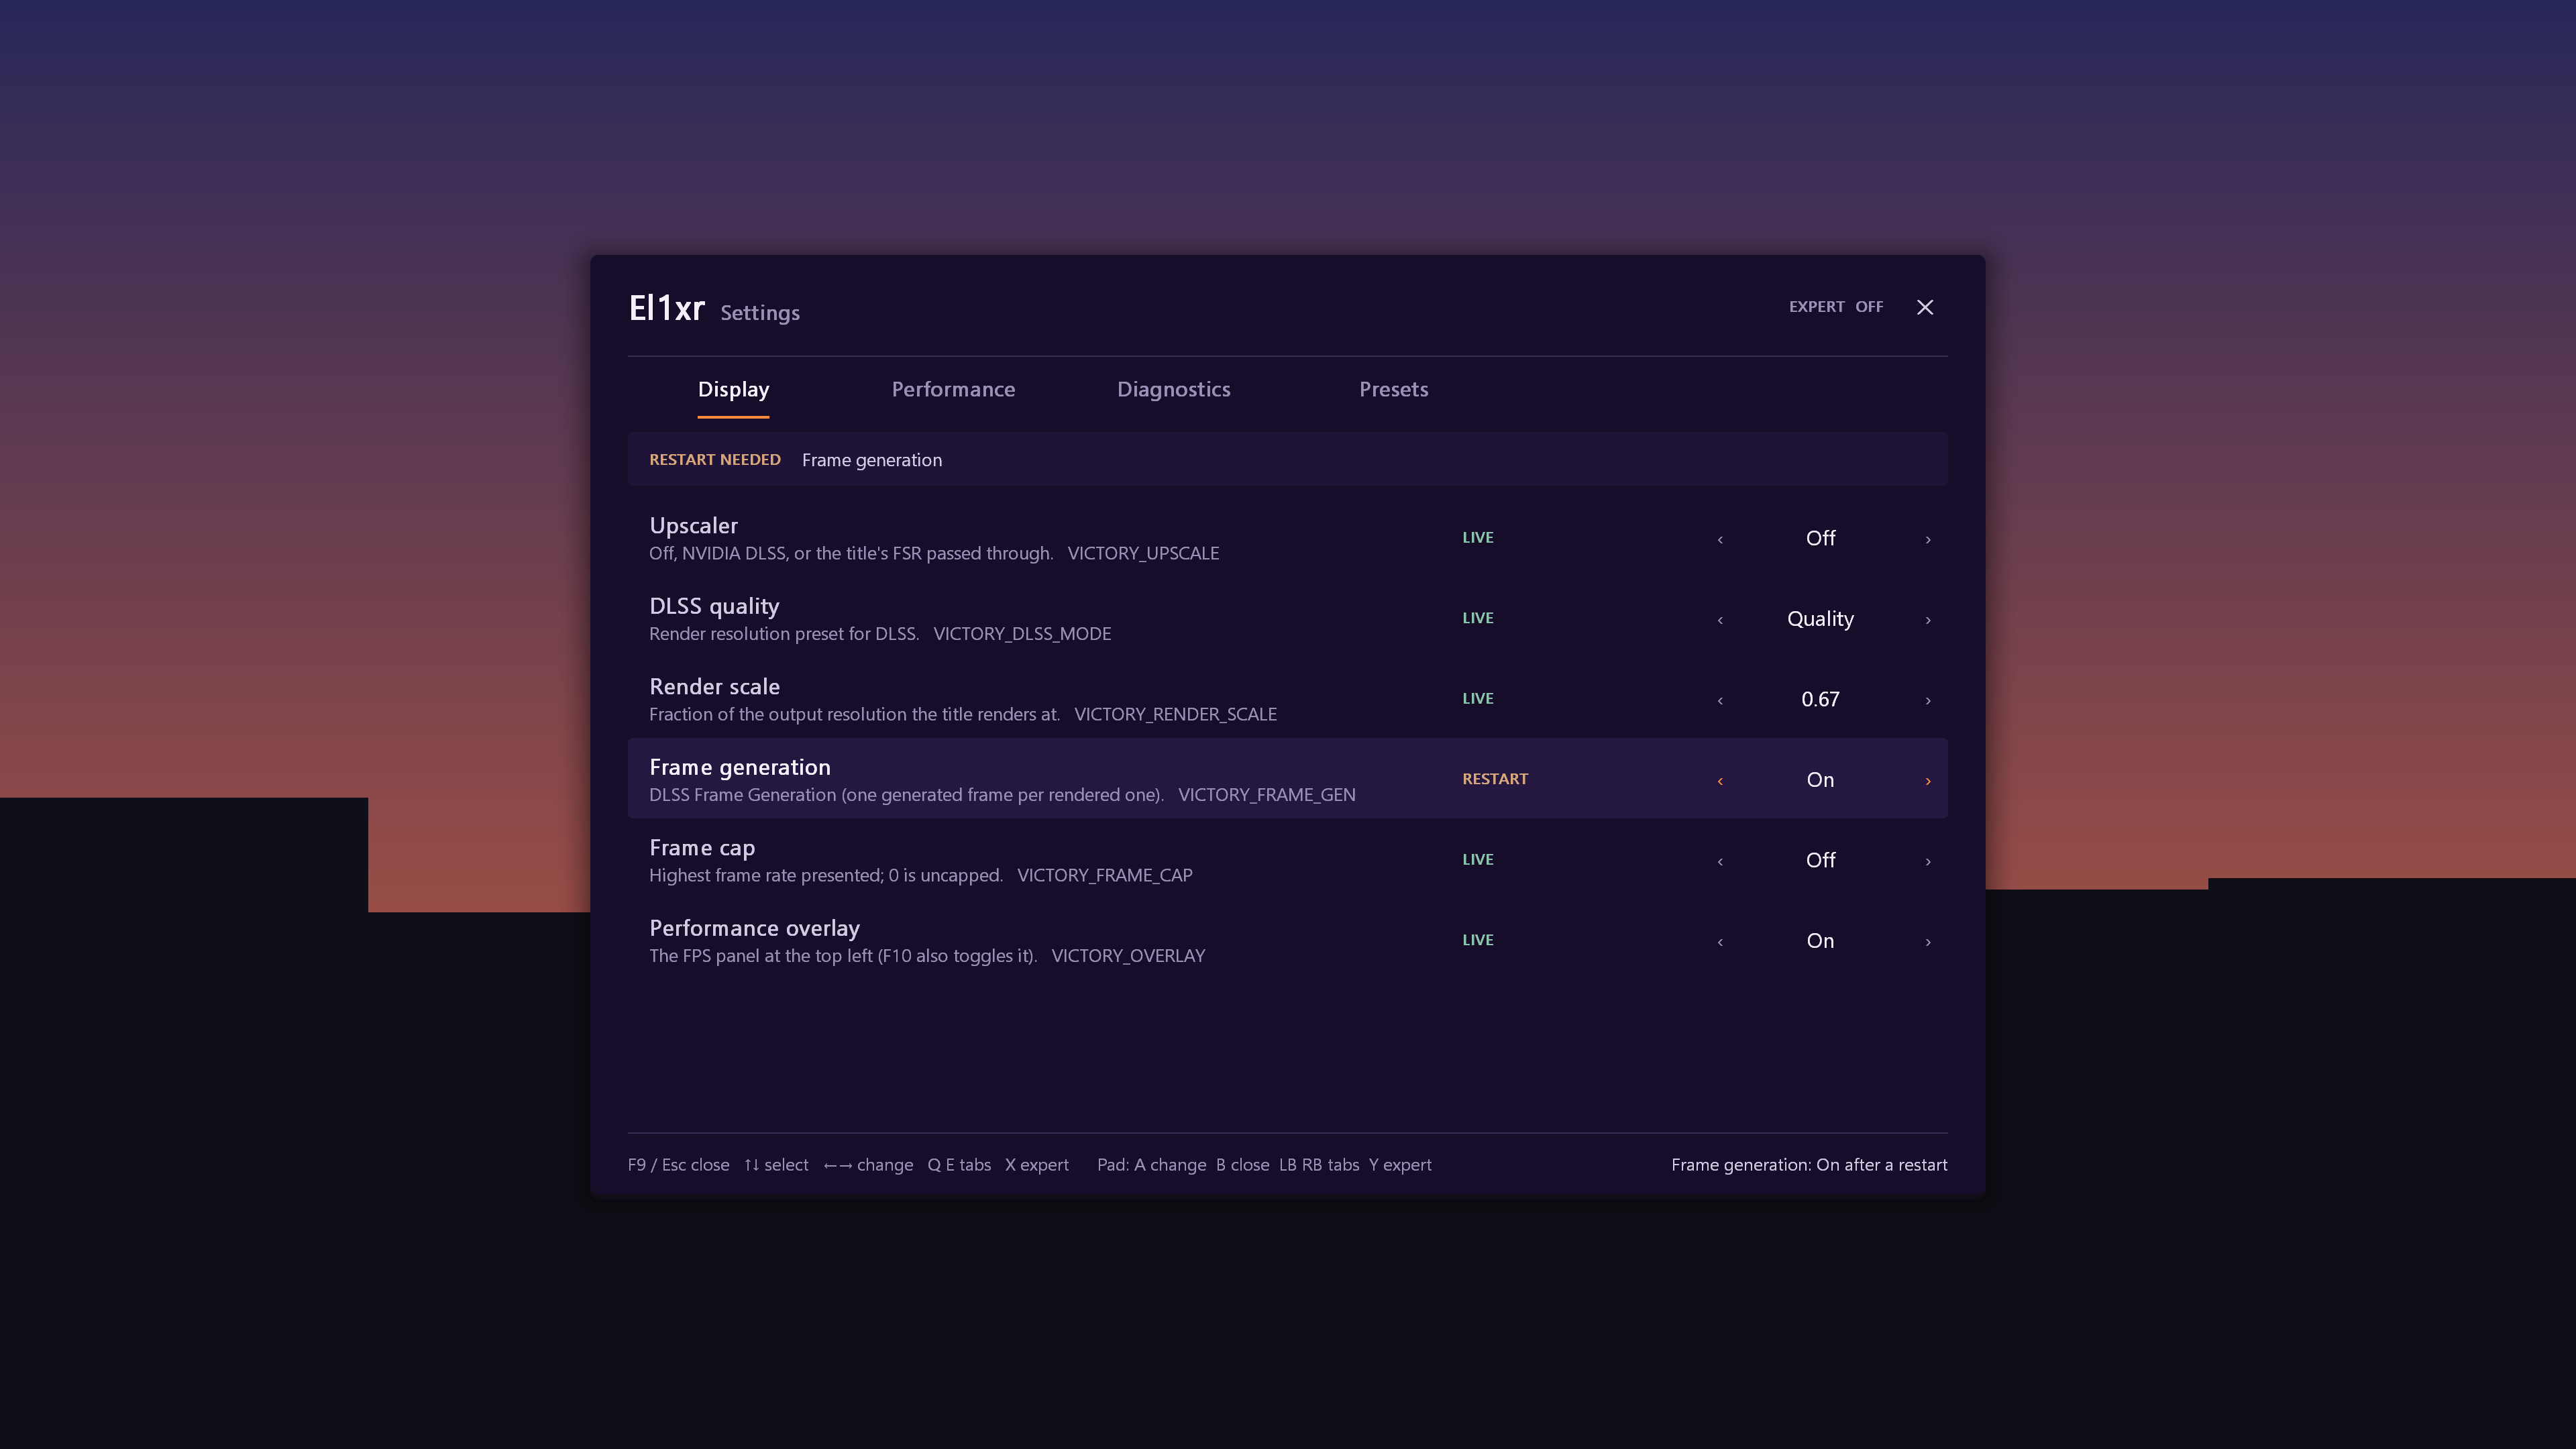 El1xr Settings EXPERT OFF
Display Performance Diagnostics Presets
RESTART NEEDED Frame generation
Upscaler
Off, NVIDIA DLSS, or the title's FSR passed through. VICTORY_UPSCALE
LIVE ‹ Off ›
DLSS quality
Render resolution preset for DLSS. VICTORY_DLSS_MODE
LIVE ‹ Quality ›
Render scale
Fraction of the output resolution the title renders at. VICTORY_RENDER_SCALE
LIVE ‹ 0.67 ›
Frame generation
DLSS Frame Generation (one generated frame per rendered one). VICTORY_FRAME_GEN
RESTART ‹ On ›
Frame cap
Highest frame rate presented; 0 is uncapped. VICTORY_FRAME_CAP
LIVE ‹ Off ›
Performance overlay
The FPS panel at the top left (F10 also toggles it). VICTORY_OVERLAY
LIVE ‹ On ›
F9 / Esc close ↑↓ select ←→ change Q E tabs X expert Pad: A change B close LB RB tabs Y expert Frame generation: On after a restart